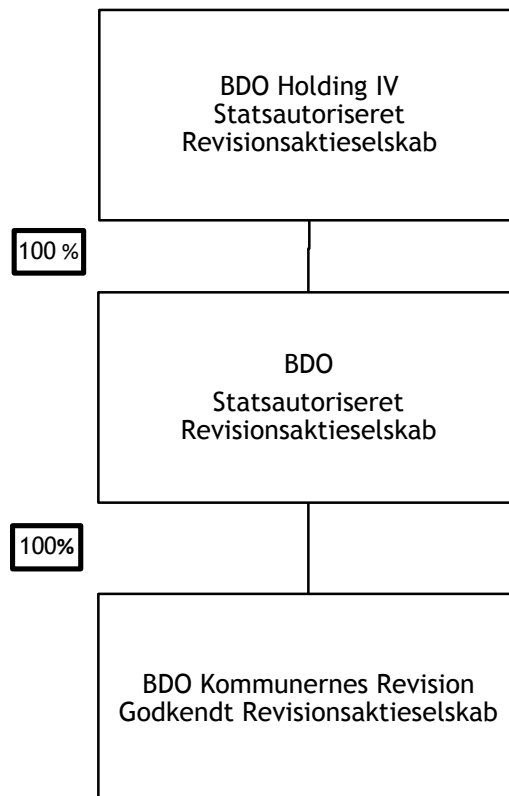 BDO Holding IV
Statsautoriseret
Revisionsaktieselskab
100 %
BDO
Statsautoriseret
Revisionsaktieselskab
100%
BDO Kommunernes Revision
Godkendt Revisionsaktieselskab